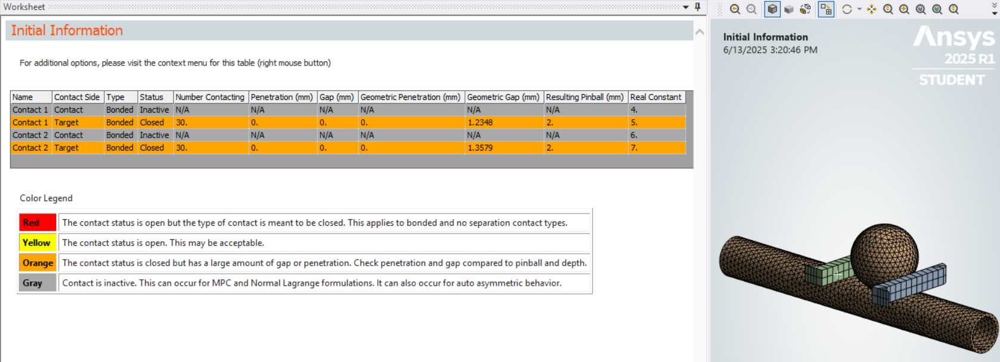 Worksheet
Initial Information
For additional options, please visit the context menu for this table (right mouse button)
Name Contact Side Type Status Number Contacting Penetration (mm) Gap (mm) Geometric Penetration (mm) Geometric Gap (mm) Resulting Pinball (mm) Real Constant
Contact 1 Contact Bonded Inactive N/A N/A N/A N/A N/A N/A 4.
Contact 1 Target Bonded Closed 30. 0. 0. 0. 1.2348 2. 5.
Contact 2 Contact Bonded Inactive N/A N/A N/A N/A N/A N/A 6.
Contact 2 Target Bonded Closed 30. 0. 0. 0. 1.3579 2. 7.
Color Legend
Red The contact status is open but the type of contact is meant to be closed. This applies to bonded and no separation contact types.
Yellow The contact status is open. This may be acceptable.
Orange The contact status is closed but has a large amount of gap or penetration. Check penetration and gap compared to pinball and depth.
Gray Contact is inactive. This can occur for MPC and Normal Lagrange formulations. It can also occur for auto asymmetric behavior.
Initial Information
6/13/2025 3:20:46 PM
Ansys
2025 R1
STUDENT